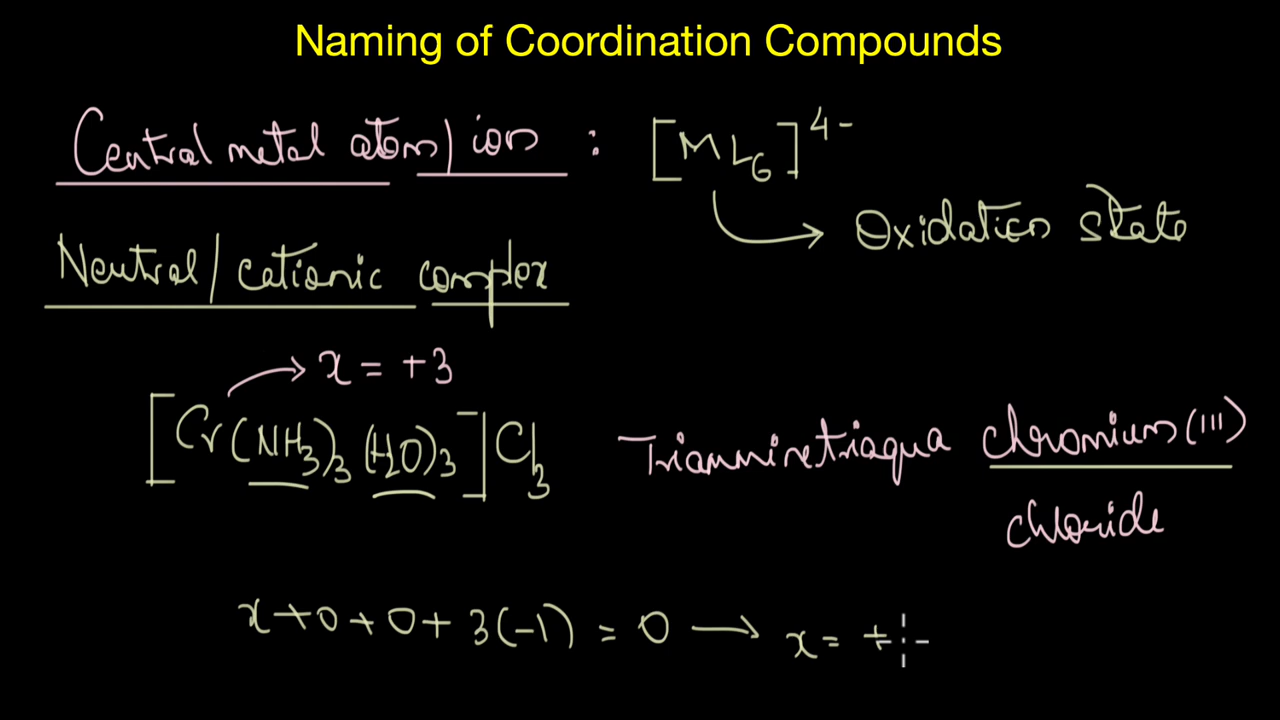 Naming of Coordination Compounds
Central metal atom/ion : [ML₆]⁴⁻
Oxidation state
Neutral/cationic complex
x = +3
[Cr(NH₃)₃(H₂O)₃]Cl₃ Triamminetriaqua chromium(III)
chloride
x+0+0+3(-1) = 0 → x = +